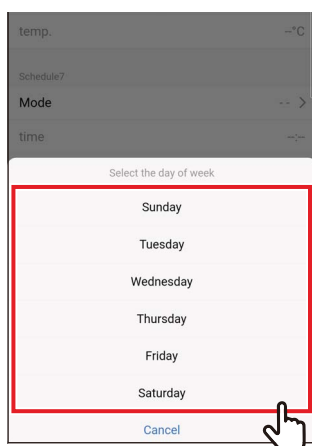 temp. --°C
Schedule7
Mode -- >
time --:--
Select the day of week
Sunday
Tuesday
Wednesday
Thursday
Friday
Saturday
Cancel